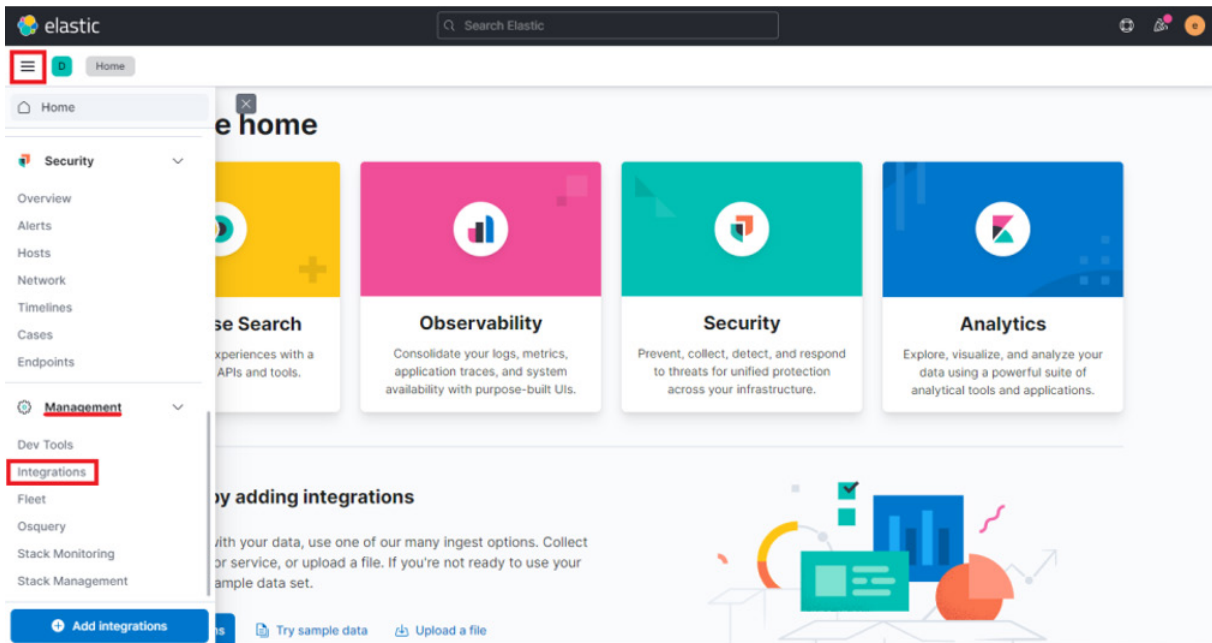 elastic
Search Elastic
e
D
Home
Home
e home
Security
Overview
Alerts
Hosts
Network
Timelines
Cases
Endpoints
Management
Dev Tools
Integrations
Fleet
Osquery
Stack Monitoring
Stack Management
Add integrations
se Search
xperiences with a
APIs and tools.
Observability
Consolidate your logs, metrics,
application traces, and system
availability with purpose-built UIs.
Security
Prevent, collect, detect, and respond
to threats for unified protection
across your infrastructure.
Analytics
Explore, visualize, and analyze your
data using a powerful suite of
analytical tools and applications.
by adding integrations
with your data, use one of our many ingest options. Collect
or service, or upload a file. If you're not ready to use your
ample data set.
ns
Try sample data
Upload a file